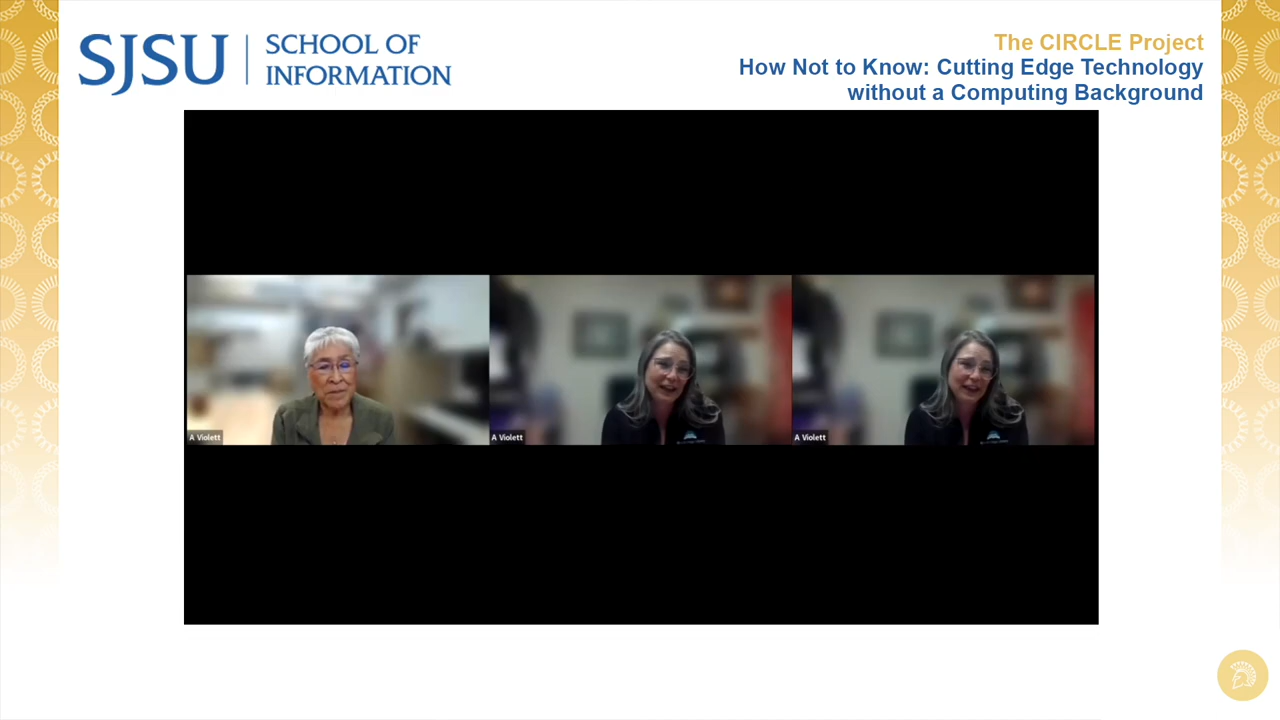 SJSU
SCHOOL OF
INFORMATION
The CIRCLE Project
How Not to Know: Cutting Edge Technology
without a Computing Background
A Violett
A Violett
A Violett